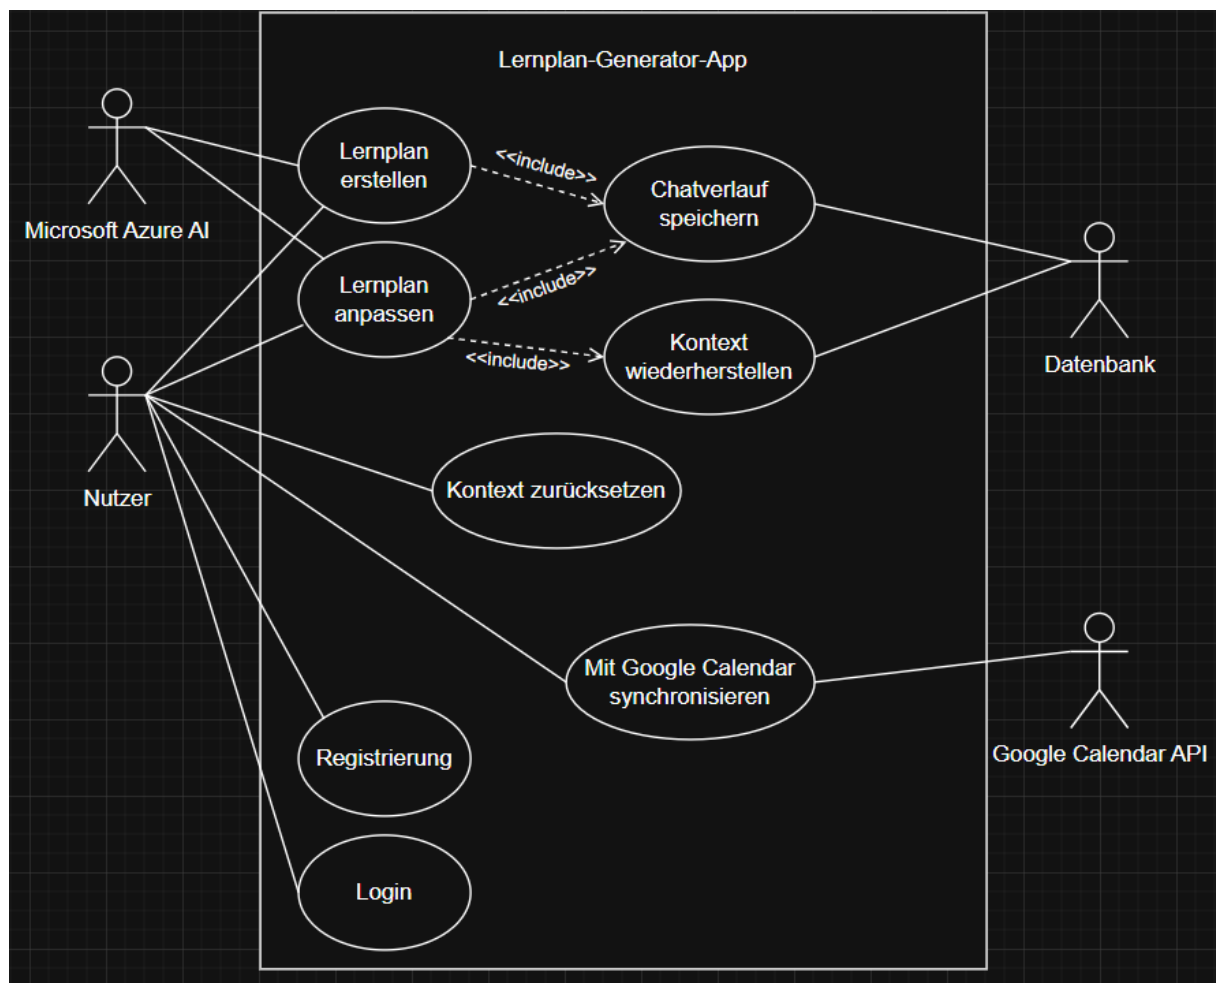 Lernplan-Generator-App
Microsoft Azure AI
Lernplan
erstellen
<<include>>
Chatverlauf
speichern
Lernplan
anpassen
<<include>>
<<include>>
Kontext
wiederherstellen
Datenbank
Nutzer
Kontext zurücksetzen
Mit Google Calendar
synchronisieren
Google Calendar API
Registrierung
Login